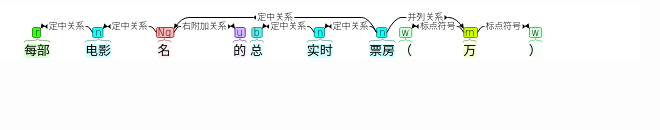 定中关系 并列关系
定中关系 定中关系 右附加关系 定中关系 定中关系 标点符号 标点符号
r n Ng u b n n w m w
每部 电影 名 的 总 实时 票房 （ 万 ）